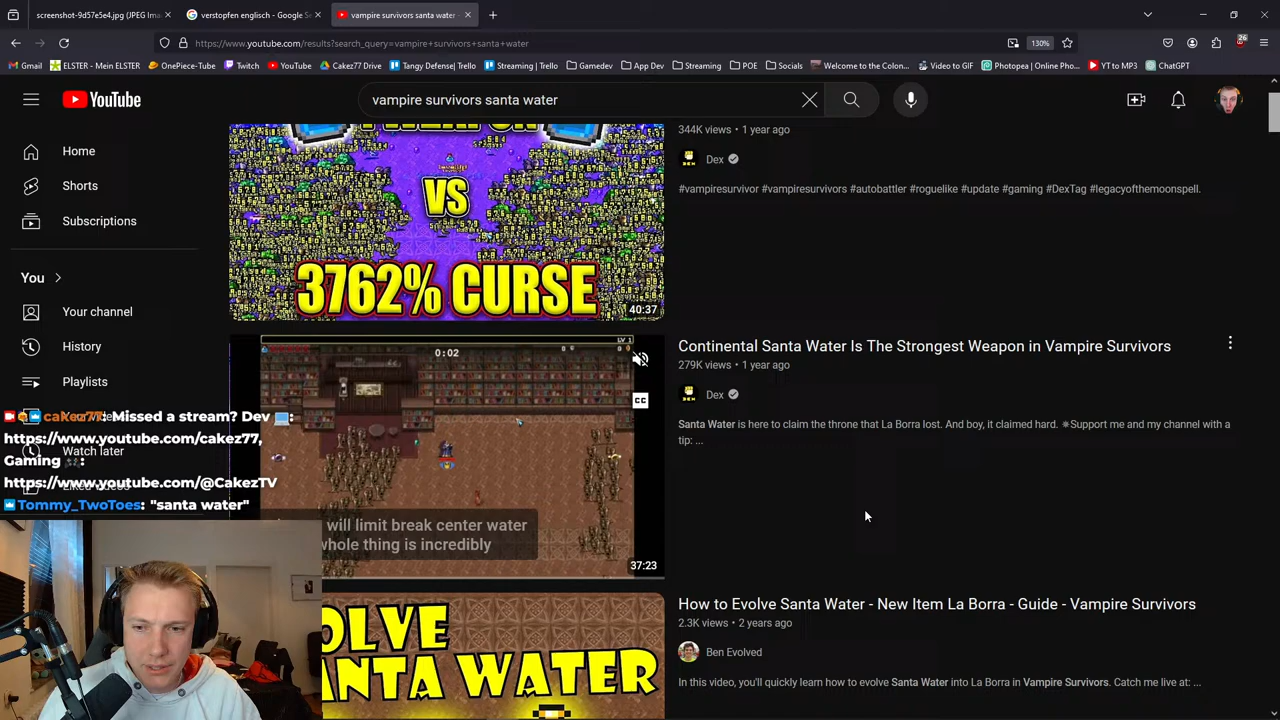 screenshot-9d57e5e4.jpg (JPEG Ima
verstopfen englisch - Google Se
vampire survivors santa water -
https://www.youtube.com/results?search_query=vampire+survivors+santa+water
130%
26
Gmail
ELSTER - Mein ELSTER
OnePiece-Tube
Twitch
Cakez77 Drive
Tangy Defense| Trello
Streaming | Trello
Gamedev
App Dev
Streaming
POE
Socials
Welcome to the Colon...
Video to GIF
Photopea | Online Pho...
YT to MP3
ChatGPT
YouTube
vampire survivors santa water
Home
Shorts
Subscriptions
You
Your channel
History
Playlists
Watch later
VS
3762% CURSE
40:37
344K views • 1 year ago
Dex
#vampiresurvivor #vampiresurvivors #autobattler #roguelike #update #gaming #DexTag #legacyofthemoonspell.
LV 1
0:02
CC
will limit break center water
whole thing is incredibly
37:23
Continental Santa Water Is The Strongest Weapon in Vampire Survivors
279K views • 1 year ago
Dex
Santa Water is here to claim the throne that La Borra lost. And boy, it claimed hard. ☀Support me and my channel with a
tip: ...
OLVE
ANTA WATER
How to Evolve Santa Water - New Item La Borra - Guide - Vampire Survivors
2.3K views • 2 years ago
Ben Evolved
In this video, you'll quickly learn how to evolve Santa Water into La Borra in Vampire Survivors. Catch me live at: ...
cakez77: Missed a stream? Dev 💻:
https://www.youtube.com/cakez77,
Gaming 🎮:
https://www.youtube.com/@CakezTV
Tommy_TwoToes: "santa water"